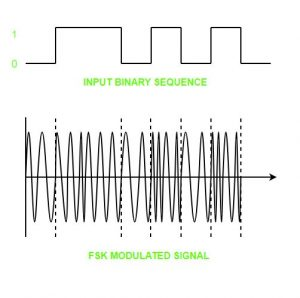 1
0
INPUT BINARY SEQUENCE
FSK MODULATED SIGNAL